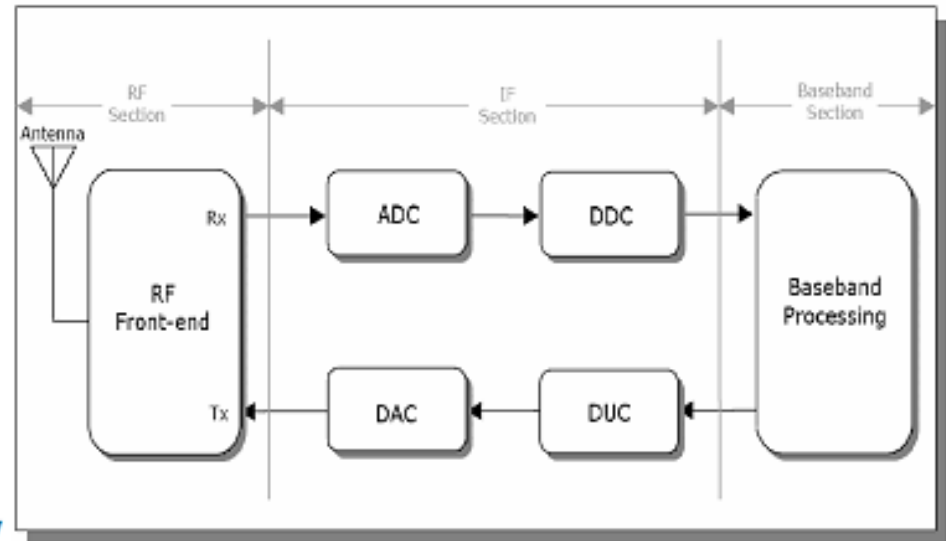 RF
Section
IF
Section
Baseband
Section
Antenna
Rx
ADC
DDC
RF
Front-end
Baseband
Processing
Tx
DAC
DUC